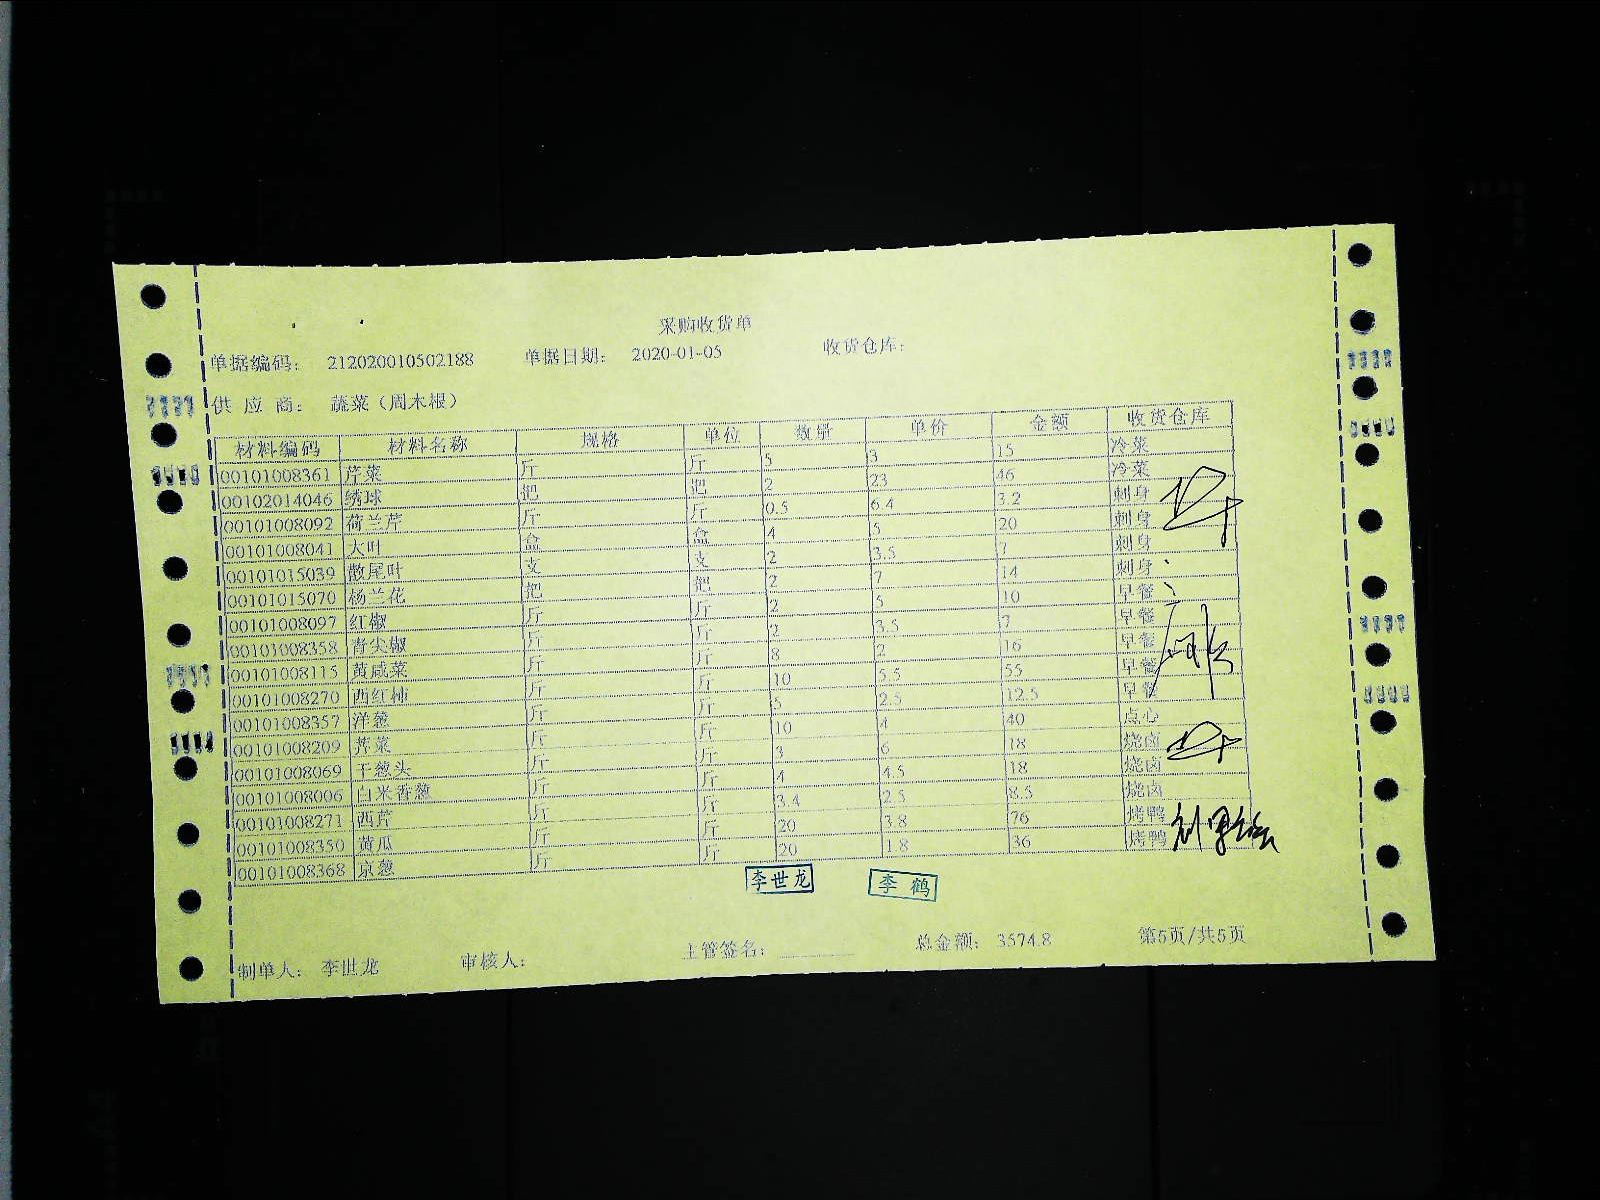 采购收货单
单据编码： 212020010502188 单据日期： 2020-01-05 收货仓库：
供 应 商： 蔬菜（周木根）
材料编码 材料名称 规格 单位 数量 单价 金额 收货仓库
00101008361 芹菜 斤 斤 5 3 15 冷菜
00102014046 绣球 把 把 2 23 46 冷菜
00101008092 荷兰芹 斤 斤 0.5 6.4 3.2 刺身
00101008041 大叶 盒 盒 4 5 20 刺身
00101015039 散尾叶 支 支 2 3.5 7 刺身
00101015070 杨兰花 把 把 2 7 14 刺身
00101008097 红椒 斤 斤 2 5 10 早餐
00101008358 青尖椒 斤 斤 2 3.5 7 早餐
00101008115 黄咸菜 斤 斤 8 2 16 早餐
00101008270 西红柿 斤 斤 10 5.5 55 早餐
00101008357 洋葱 斤 斤 5 2.5 12.5 早餐
00101008209 荠菜 斤 斤 10 4 40 点心
00101008069 干葱头 斤 斤 3 6 18 烧卤
00101008006 白米香葱 斤 斤 4 4.5 18 烧卤
00101008271 西芹 斤 斤 3.4 2.5 8.5 烧卤
00101008350 黄瓜 斤 斤 20 3.8 76 烤鸭
00101008368 京葱 斤 斤 20 1.8 36 烤鸭
李世龙 李鹤
制单人： 李世龙 审核人： 主管签名： 总金额： 3574.8 第5页/共5页